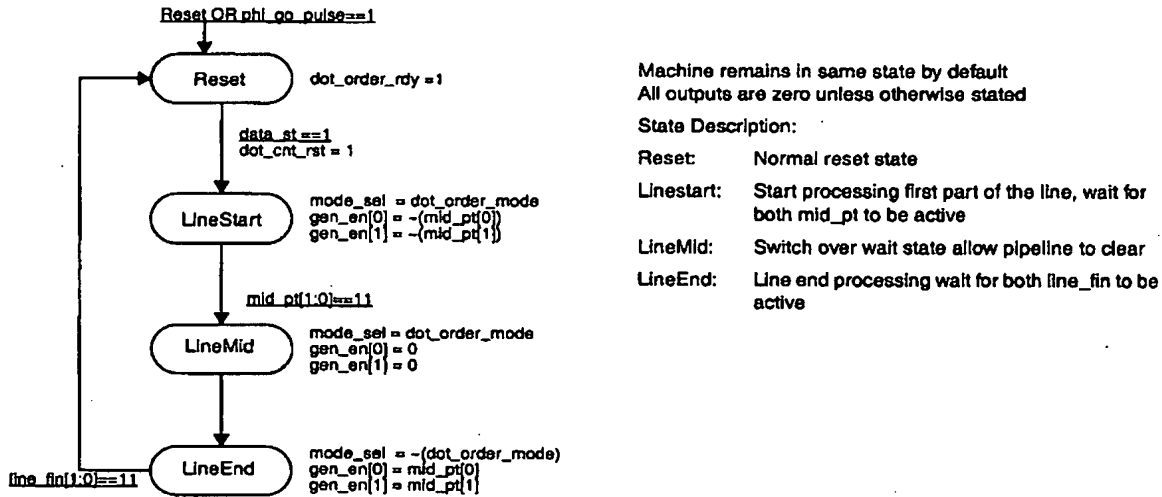 Reset OR phi_go_pulse==1
Reset
dot_order_rdy =1
data_st ==1
dot_cnt_rst = 1
LineStart
mode_sel = dot_order_mode
gen_en[0] = ~(mid_pt[0])
gen_en[1] = ~(mid_pt[1])
mid_pt[1:0]==11
LineMid
mode_sel = dot_order_mode
gen_en[0] = 0
gen_en[1] = 0
LineEnd
mode_sel = ~(dot_order_mode)
gen_en[0] = mid_pt[0]
gen_en[1] = mid_pt[1]
line_fin[1:0]==11
Machine remains in same state by default
All outputs are zero unless otherwise stated
State Description:
Reset: Normal reset state
Linestart: Start processing first part of the line, wait for
both mid_pt to be active
LineMid: Switch over wait state allow pipeline to clear
LineEnd: Line end processing wait for both line_fin to be
active